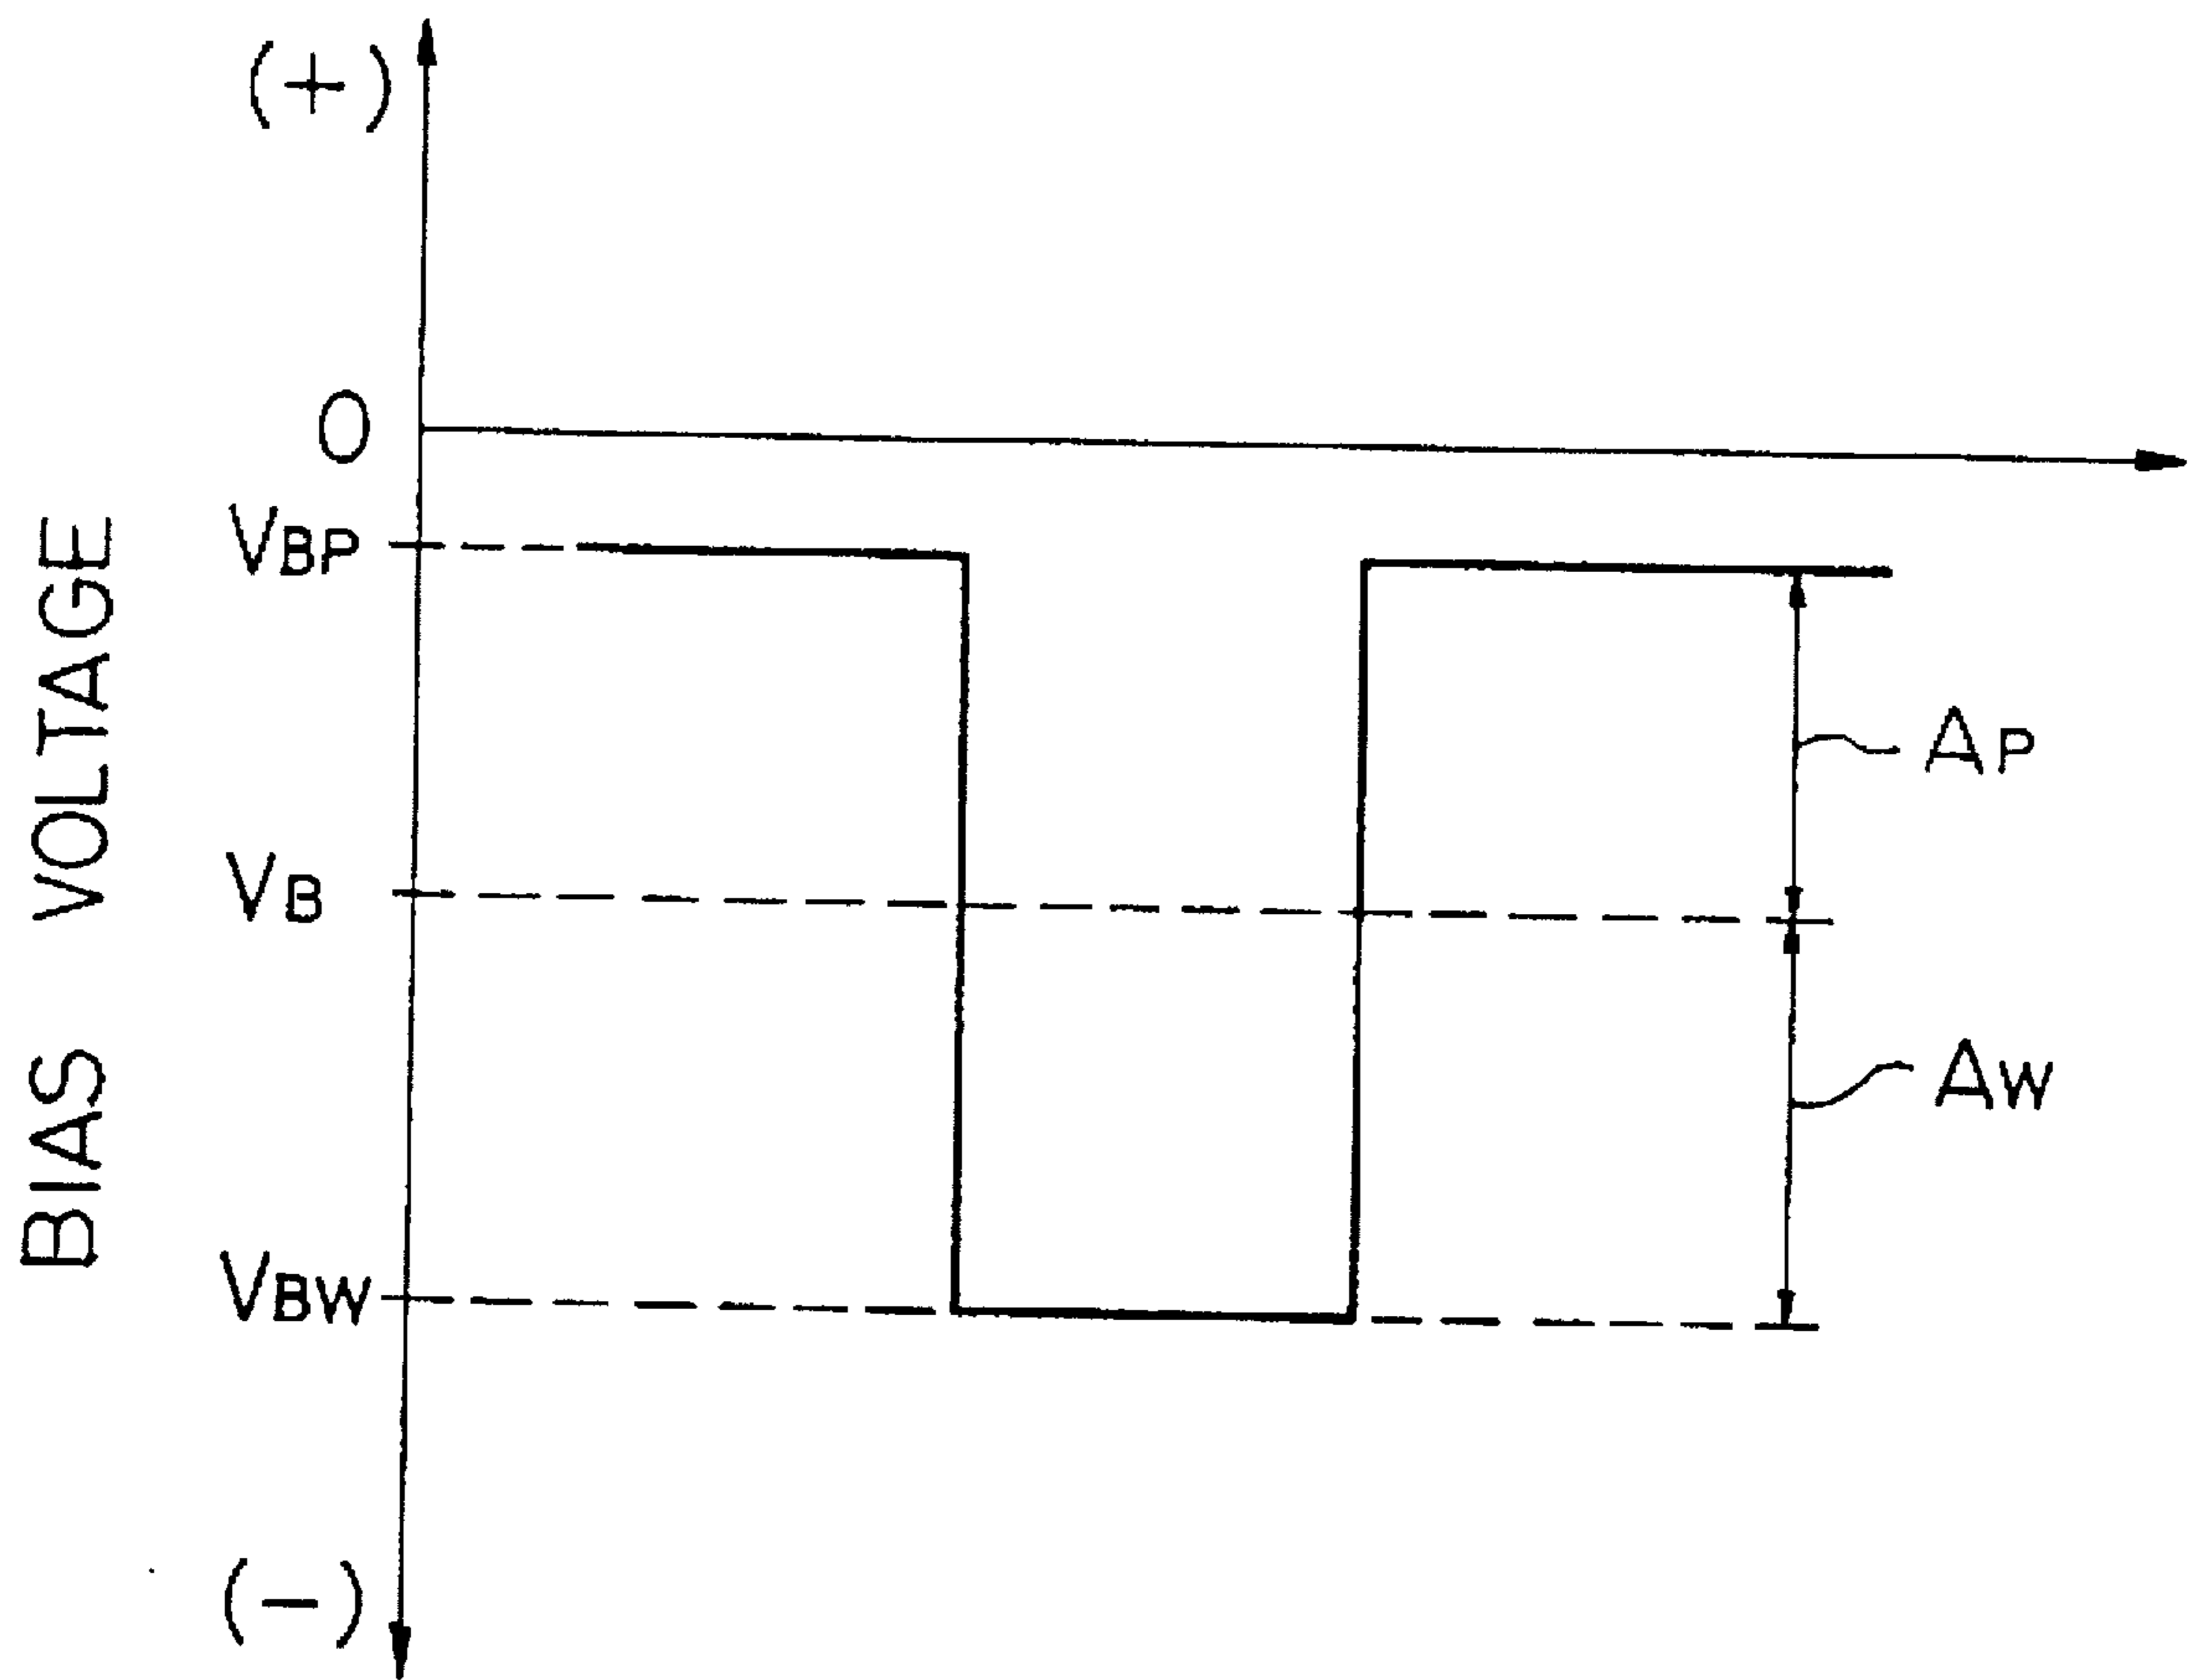 (+)
0
VBP
VB
VBW
(-)
BIAS VOLTAGE
AP
AW